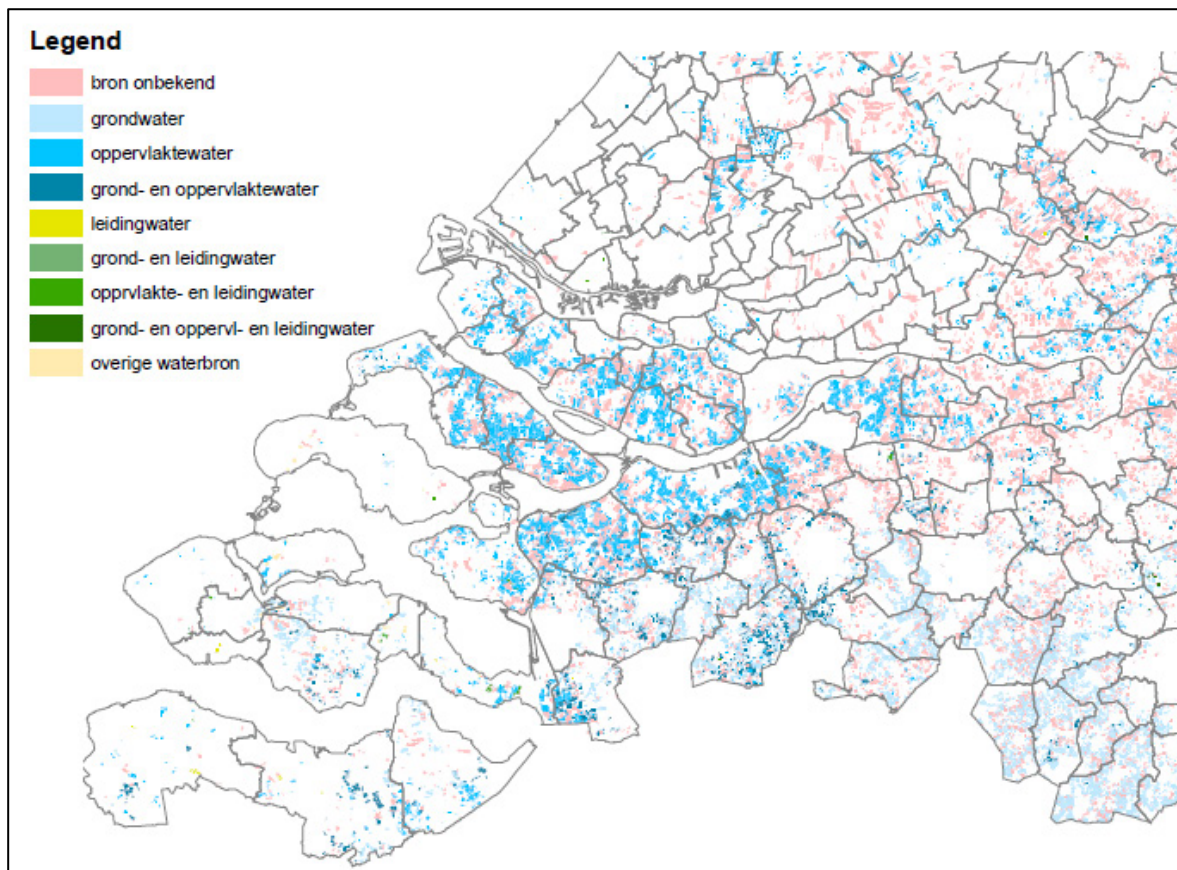 Legend
bron onbekend
grondwater
oppervlaktewater
grond- en oppervlaktewater
leidingwater
grond- en leidingwater
opprvlakte- en leidingwater
grond- en oppervl- en leidingwater
overige waterbron